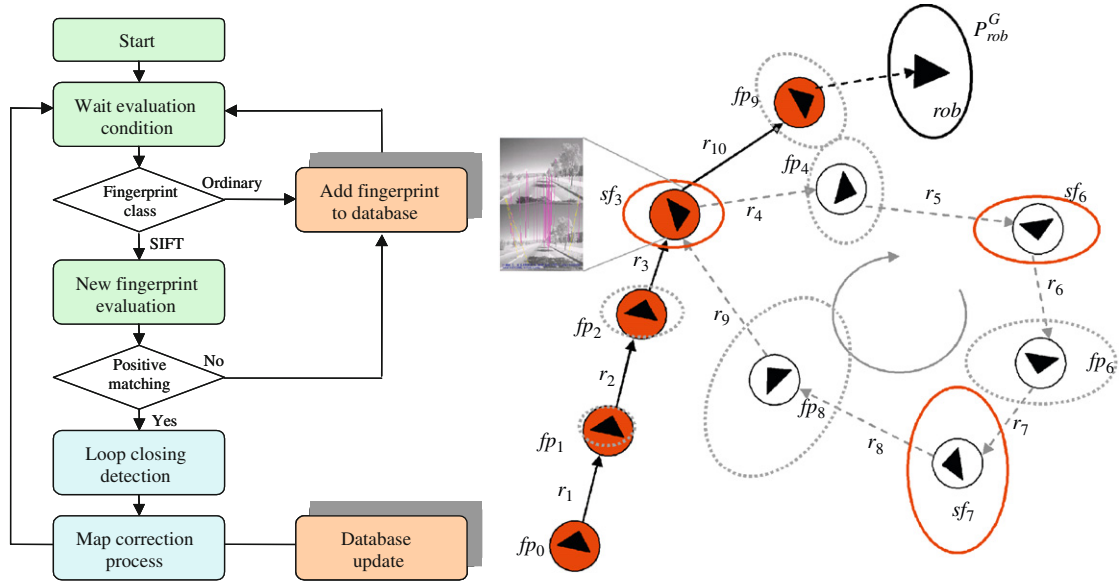 Start
Wait evaluation
condition
Fingerprint
class
Ordinary
Add fingerprint
to database
SIFT
New fingerprint
evaluation
Positive
matching
No
Yes
Loop closing
detection
Map correction
process
Database
update
P_rob^G
rob
fp9
r10
fp4
sf3
r4
r5
sf6
r3
r6
fp2
r9
r2
fp6
fp8
fp1
r7
r8
r1
sf7
fp0